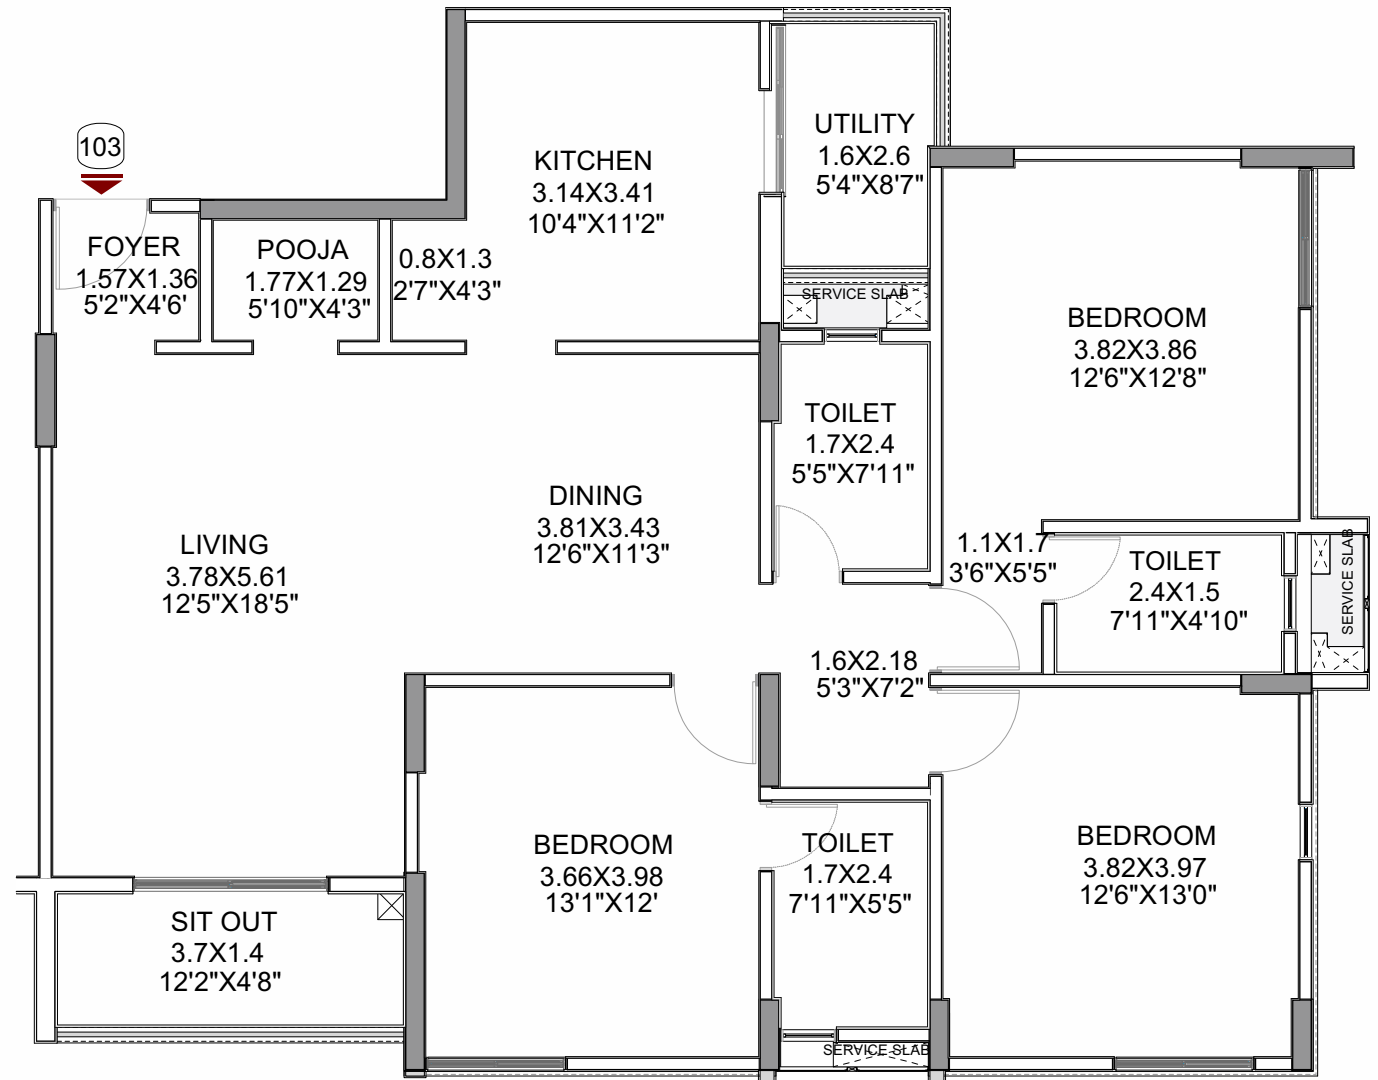 103
FOYER
1.57X1.36
5'2"X4'6'
POOJA
1.77X1.29
5'10"X4'3"
0.8X1.3
2'7"X4'3"
KITCHEN
3.14X3.41
10'4"X11'2"
UTILITY
1.6X2.6
5'4"X8'7"
SERVICE SLAB
BEDROOM
3.82X3.86
12'6"X12'8"
TOILET
1.7X2.4
5'5"X7'11"
DINING
3.81X3.43
12'6"X11'3"
LIVING
3.78X5.61
12'5"X18'5"
1.1X1.7
3'6"X5'5"
TOILET
2.4X1.5
7'11"X4'10"
SERVICE SLAB
1.6X2.18
5'3"X7'2"
BEDROOM
3.66X3.98
13'1"X12'
TOILET
1.7X2.4
7'11"X5'5"
BEDROOM
3.82X3.97
12'6"X13'0"
SIT OUT
3.7X1.4
12'2"X4'8"
SERVICE SLAB